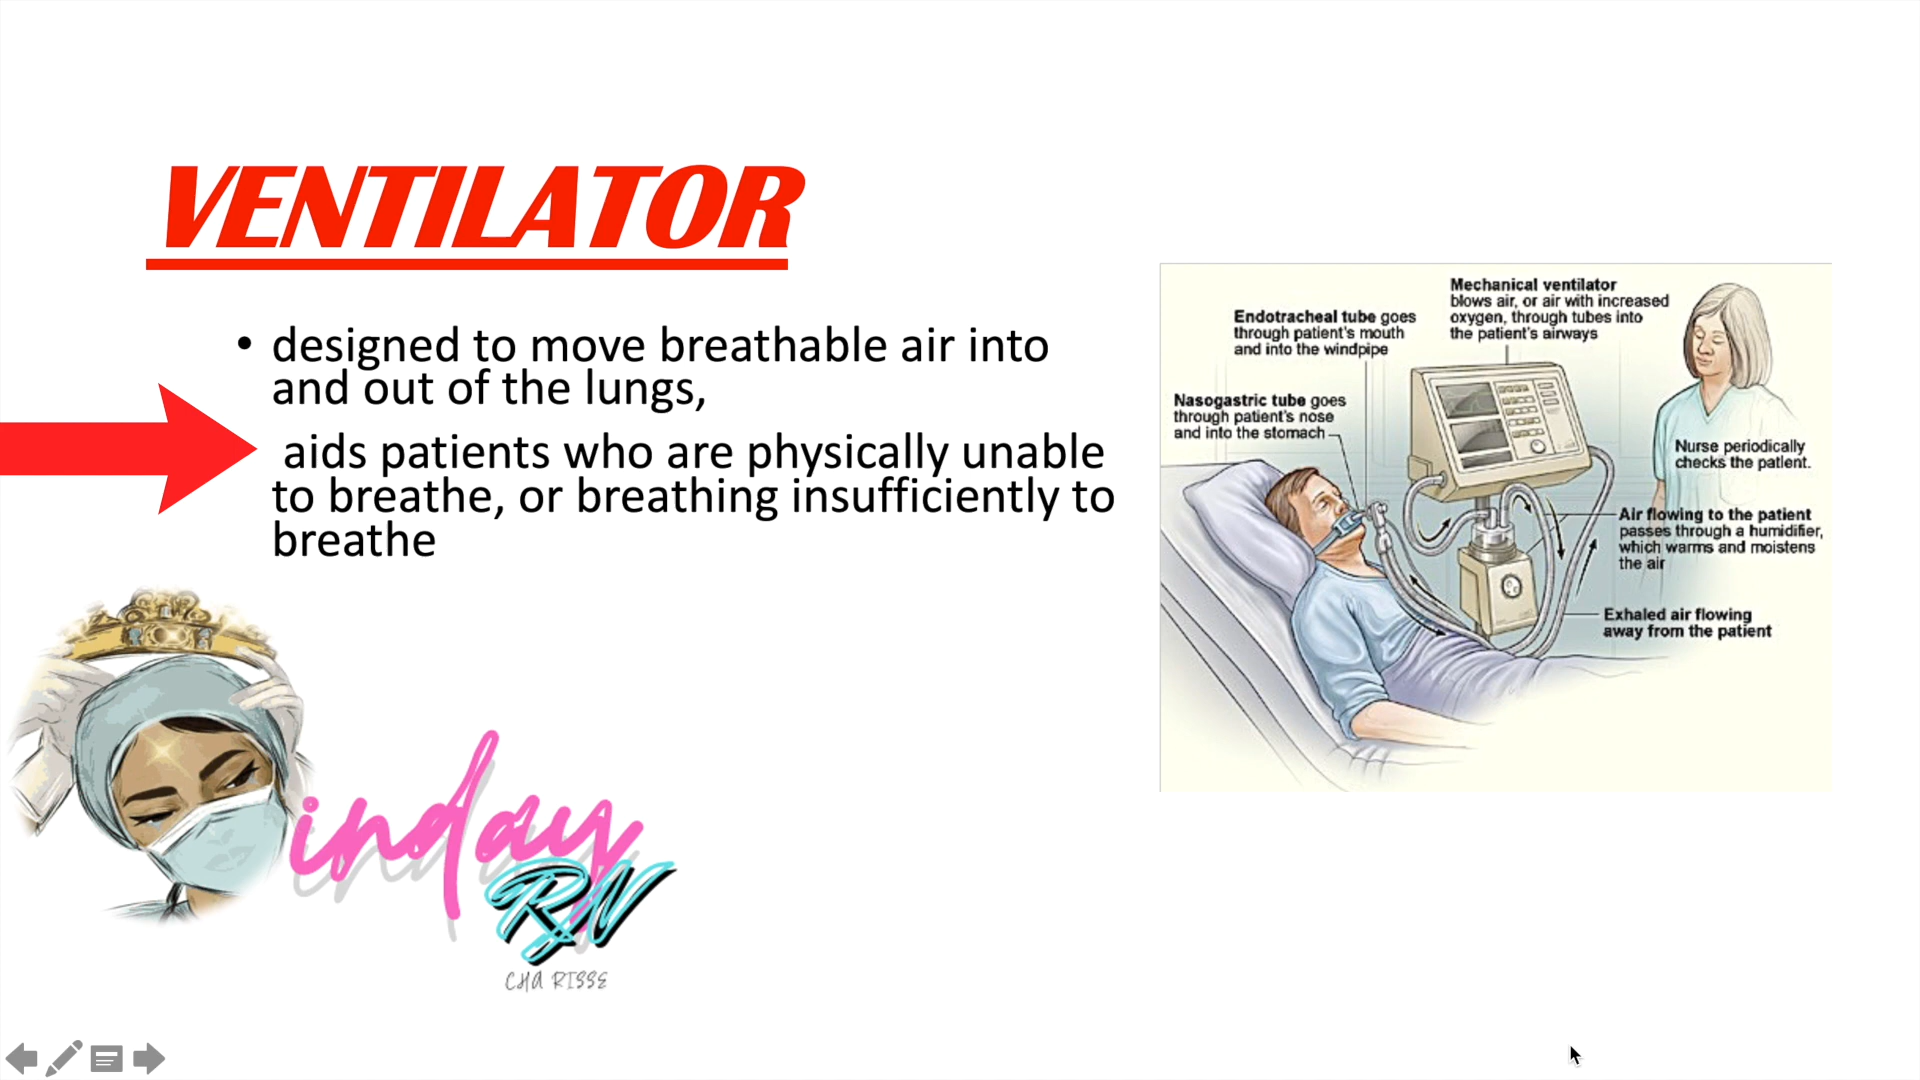 VENTILATOR
• designed to move breathable air into
and out of the lungs,
aids patients who are physically unable
to breathe, or breathing insufficiently to
breathe
Mechanical ventilator
blows air, or air with increased
oxygen, through tubes into
the patient's airways
Endotracheal tube goes
through patient's mouth
and into the windpipe
Nasogastric tube goes
through patient's nose
and into the stomach
Nurse periodically
checks the patient.
Air flowing to the patient
passes through a humidifier,
which warms and moistens
the air
Exhaled air flowing
away from the patient
inday
RN
CHA RISSE